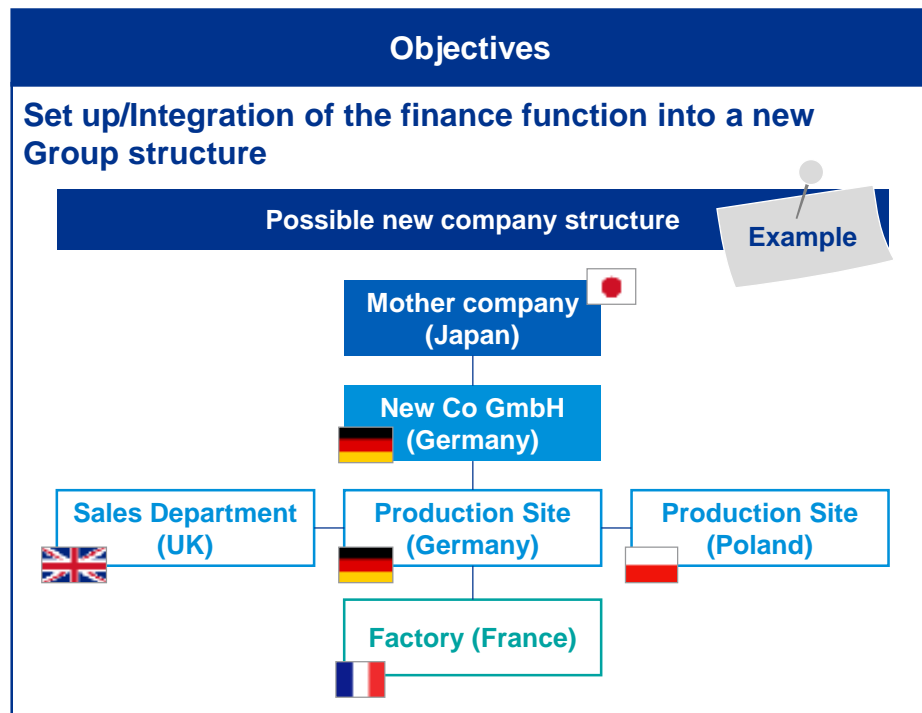 Objectives
Set up/Integration of the finance function into a new
Group structure
Possible new company structure
Example
Mother company
(Japan)
New Co GmbH
(Germany)
Sales Department
(UK)
Production Site
(Germany)
Production Site
(Poland)
Factory (France)